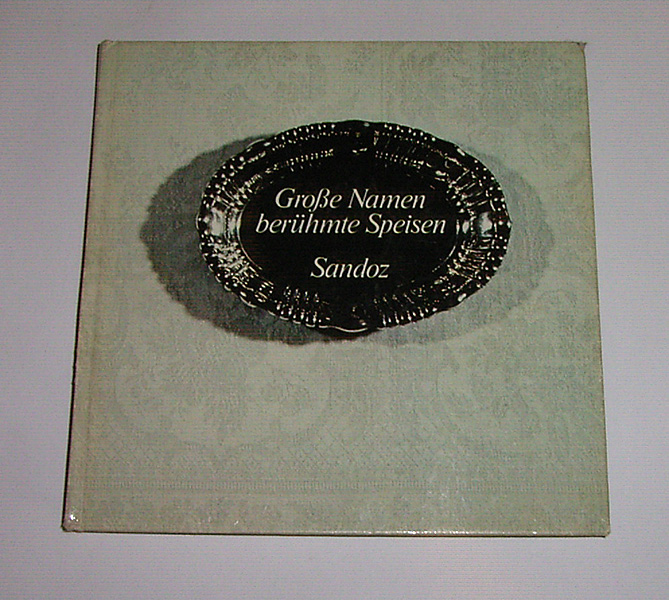 Große Namen
berühmte Speisen
Sandoz